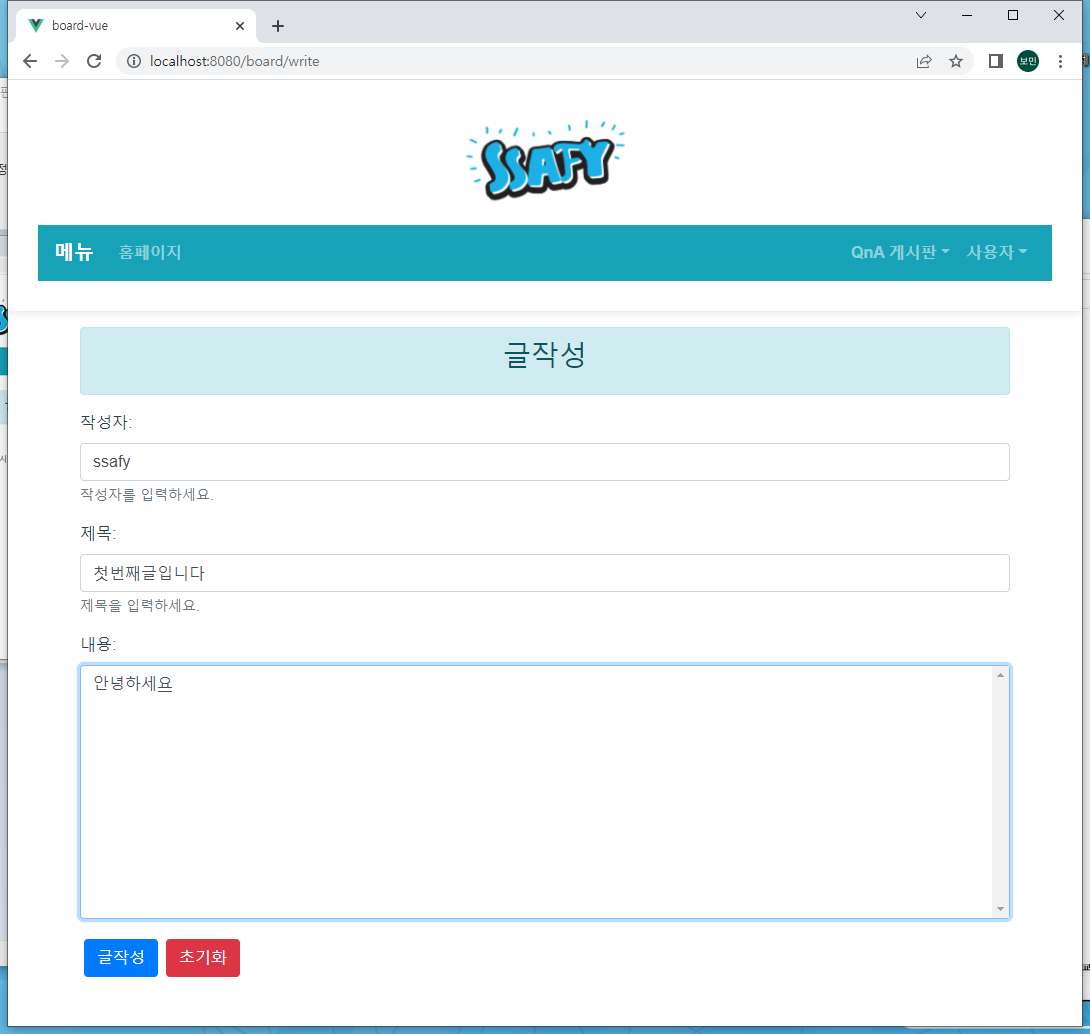 board-vue
localhost:8080/board/write
보민
SSAFY
메뉴 홈페이지 QnA 게시판 사용자
글작성
작성자:
ssafy
작성자를 입력하세요.
제목:
첫번째글입니다
제목을 입력하세요.
내용:
안녕하세요
글작성 초기화